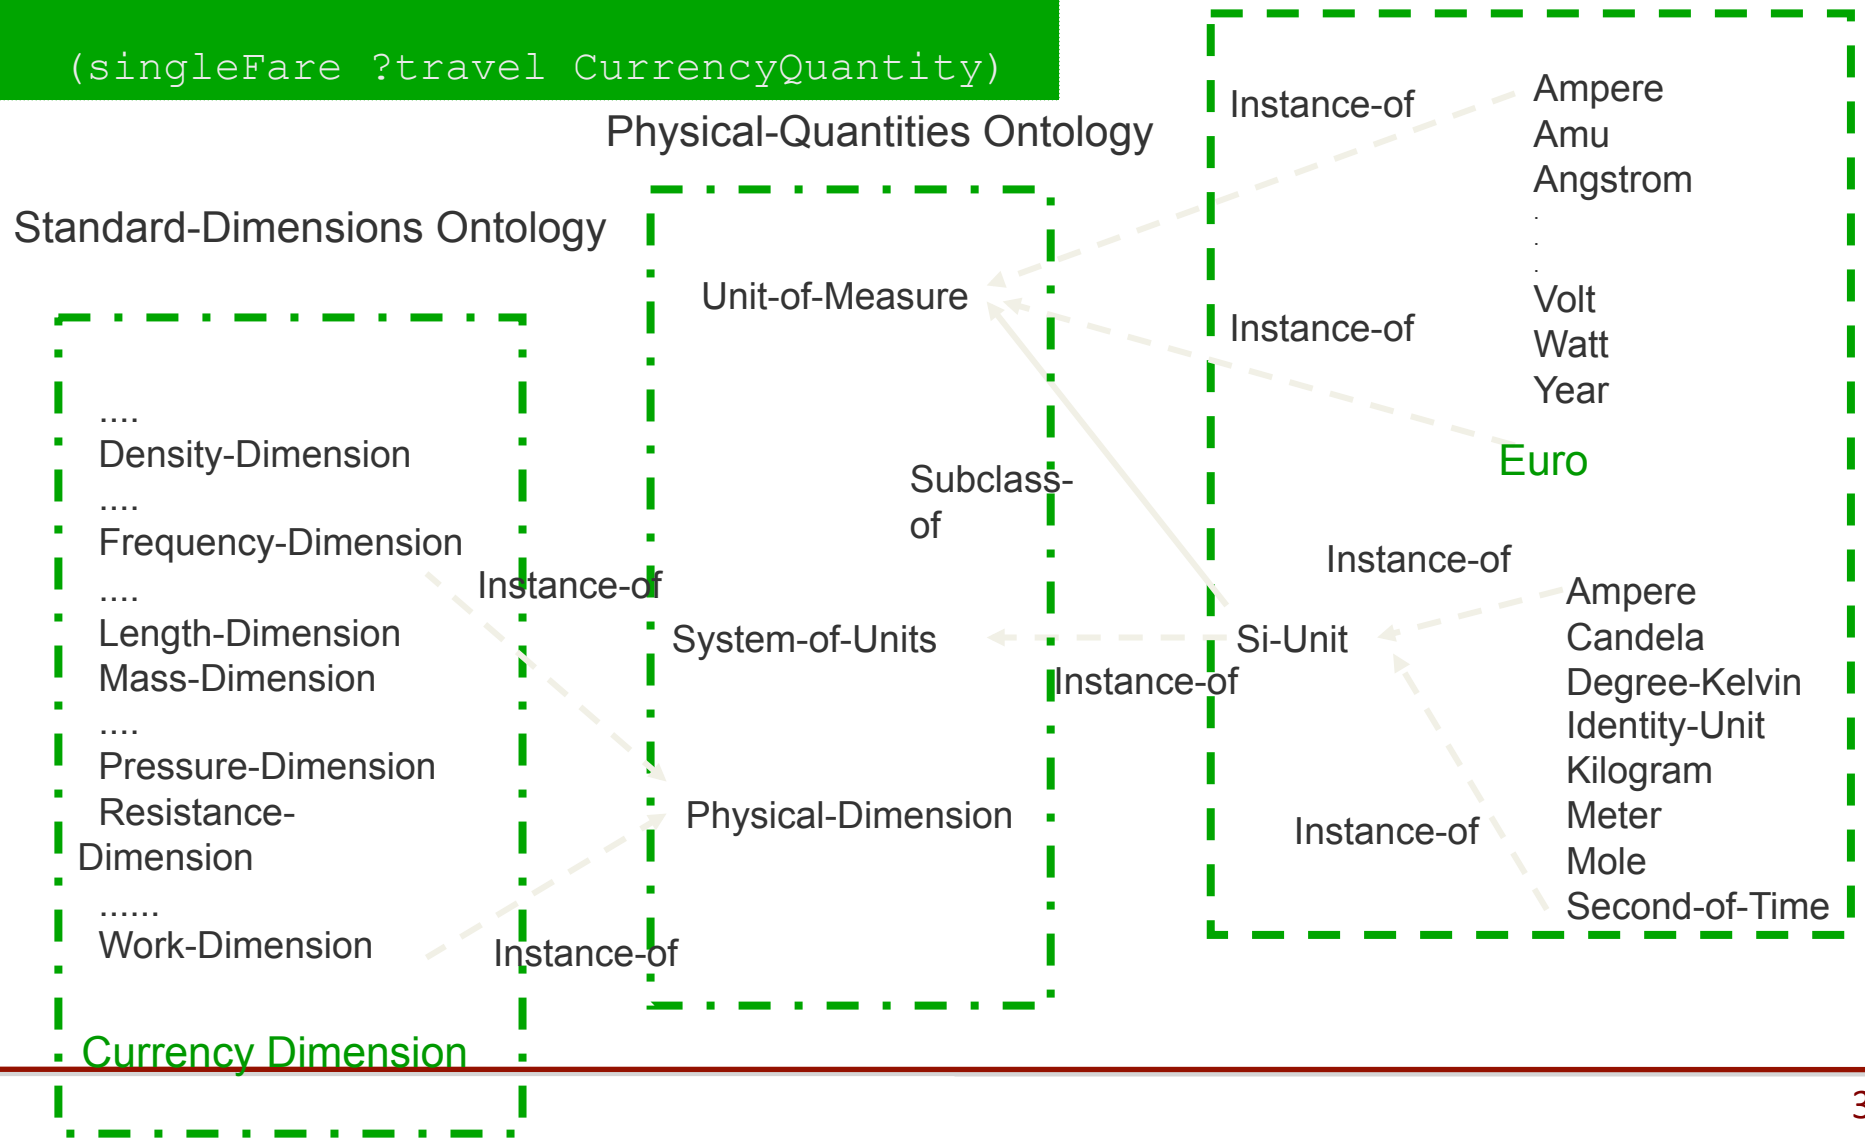 (singleFare ?travel CurrencyQuantity)
Physical-Quantities Ontology
Standard-Dimensions Ontology
....
Density-Dimension
....
Frequency-Dimension
....
Length-Dimension
Mass-Dimension
....
Pressure-Dimension
Resistance-
Dimension
......
Work-Dimension
Currency Dimension
Instance-of
Instance-of
Unit-of-Measure
Subclass-
of
System-of-Units
Physical-Dimension
Instance-of
Instance-of
Ampere
Amu
Angstrom
.
.
.
Volt
Watt
Year
Instance-of
Euro
Instance-of
Si-Unit
Ampere
Candela
Degree-Kelvin
Identity-Unit
Kilogram
Meter
Mole
Second-of-Time
Instance-of
3